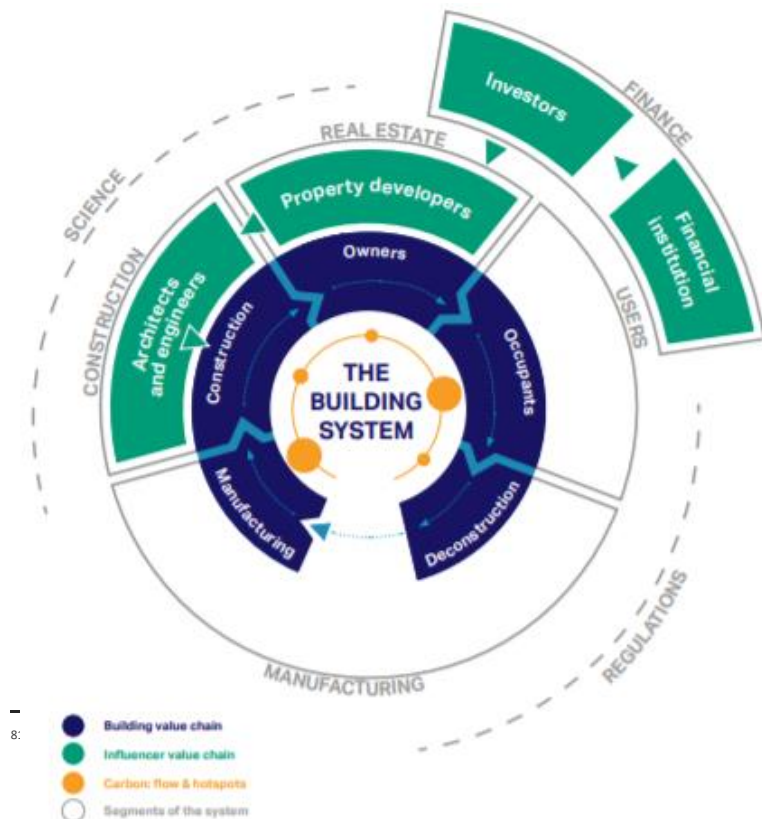 Investors
FINANCE
REAL ESTATE
Property developers
Financial
institution
SCIENCE
CONSTRUCTION
Architects
and engineers
Owners
Construction
USERS
Occupants
THE
BUILDING
SYSTEM
Manufacturing
Deconstruction
MANUFACTURING
REGULATIONS
8:
Building value chain
Influencer value chain
Carbon flow & hotspots
Segments of the system